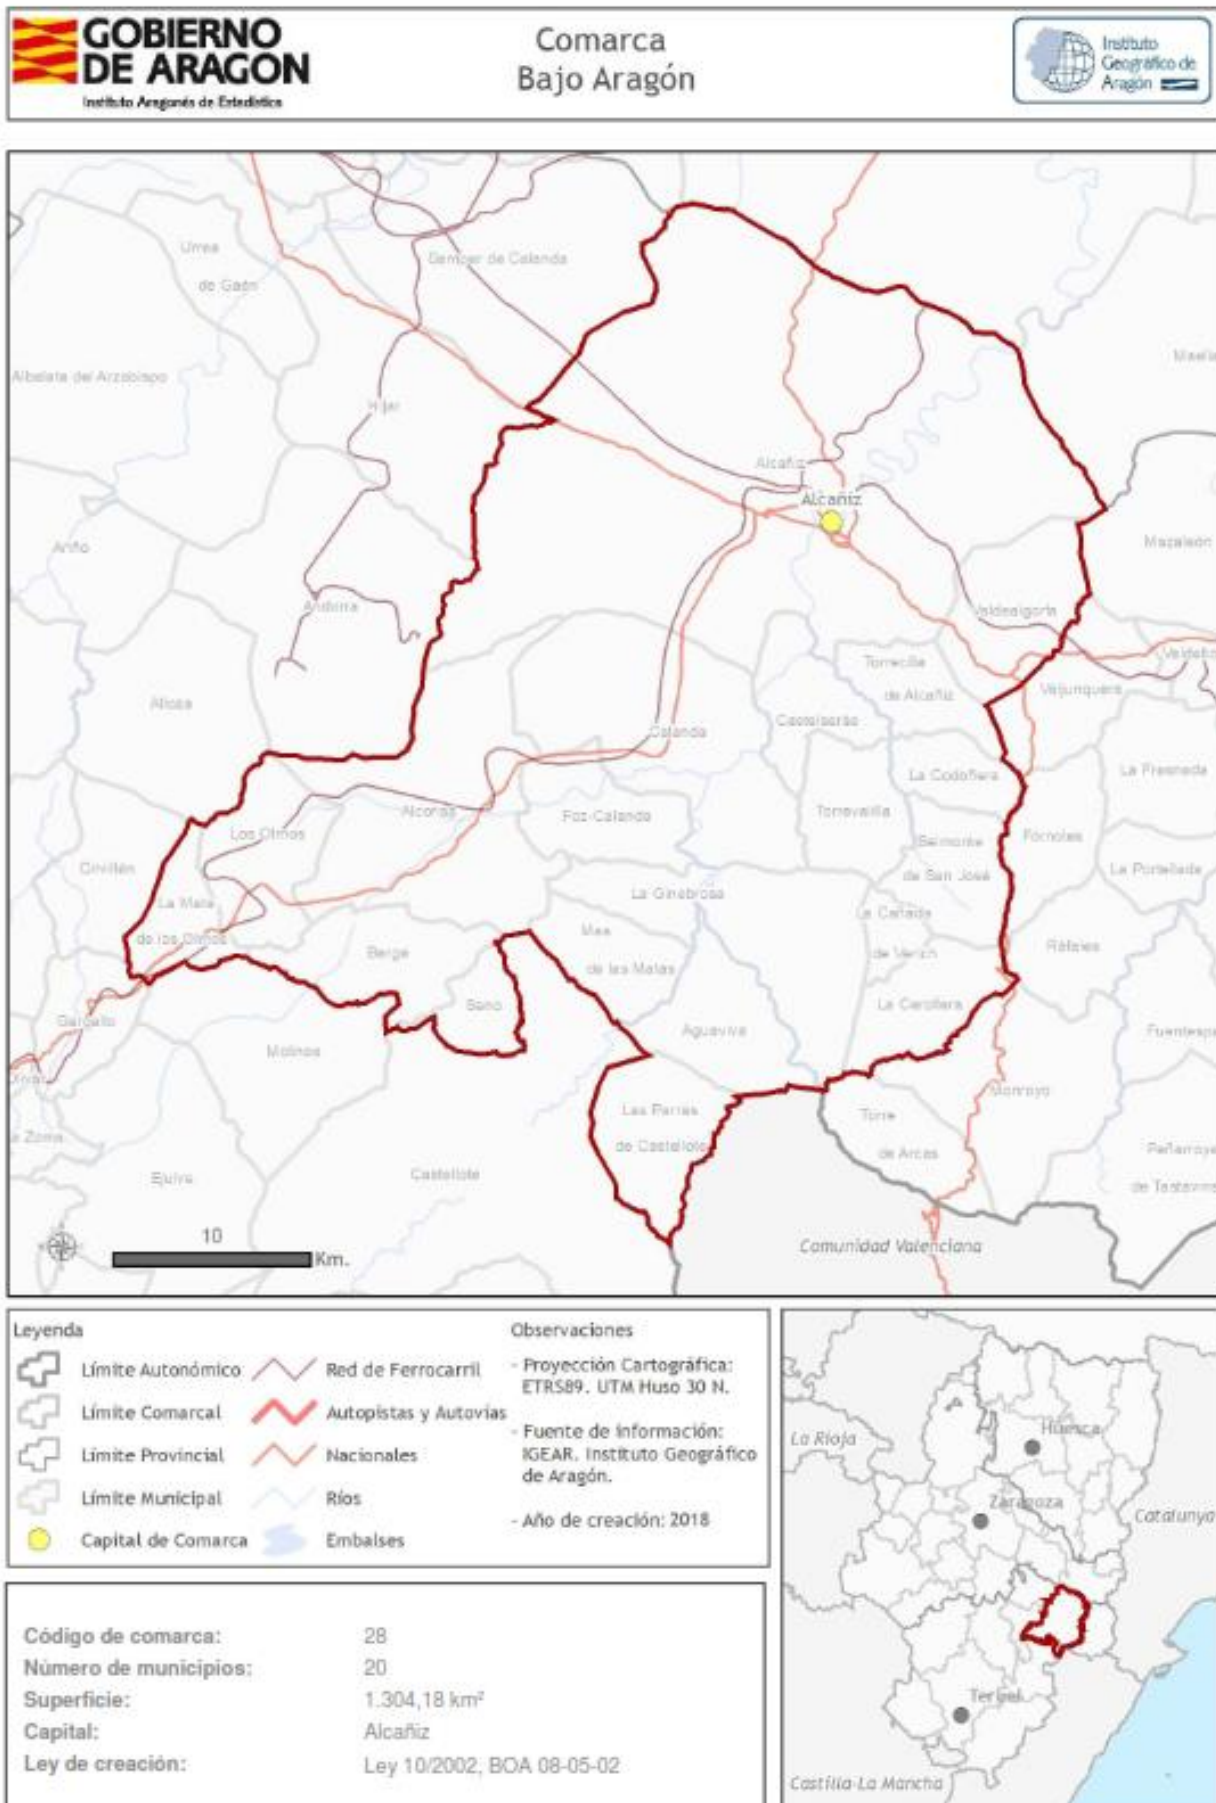 GOBIERNO
DE ARAGON
Instituto Aragonés de Estadística
Comarca
Bajo Aragón
Instituto
Geográfico de
Aragón
Urrea
de Gaén
Samper de Calanda
Albalate del Arzobispo
Híjar
Maella
Alcañiz
Alcañiz
Ariño
Mazaleón
Andorra
Valdealgorfa
Torrecilla
de Alcañiz
Valjunquera
Alloza
Castelserás
Calanda
La Codoñera
La Fresneda
Alcorisa
Foz-Calanda
Torrevelilla
Los Olmos
Belmonte
de San José
Fórnoles
Crivillén
La Portellada
La Mata
de los Olmos
La Ginebrosa
La Cañada
de Verich
Berge
Mas
de las Matas
Ráfales
Seno
La Cerollera
Gargallo
Aguaviva
Molinos
Fuentespa
Monroyo
Las Parras
de Castellote
Torre
de Arcas
Ejulve
Castellote
Peñarroya
de Tastavins
10
Km.
Comunidad Valenciana
Leyenda
Límite Autonómico
Límite Comarcal
Límite Provincial
Límite Municipal
Capital de Comarca
Red de Ferrocarril
Autopistas y Autovías
Nacionales
Ríos
Embalses
Observaciones
- Proyección Cartográfica:
ETRS89. UTM Huso 30 N.
- Fuente de información:
IGEAR. Instituto Geográfico
de Aragón.
- Año de creación: 2018
La Rioja
Huesca
Zaragoza
Catalunya
Teruel
Castilla-La Mancha
Código de comarca: 28
Número de municipios: 20
Superficie: 1.304,18 km²
Capital: Alcañiz
Ley de creación: Ley 10/2002, BOA 08-05-02